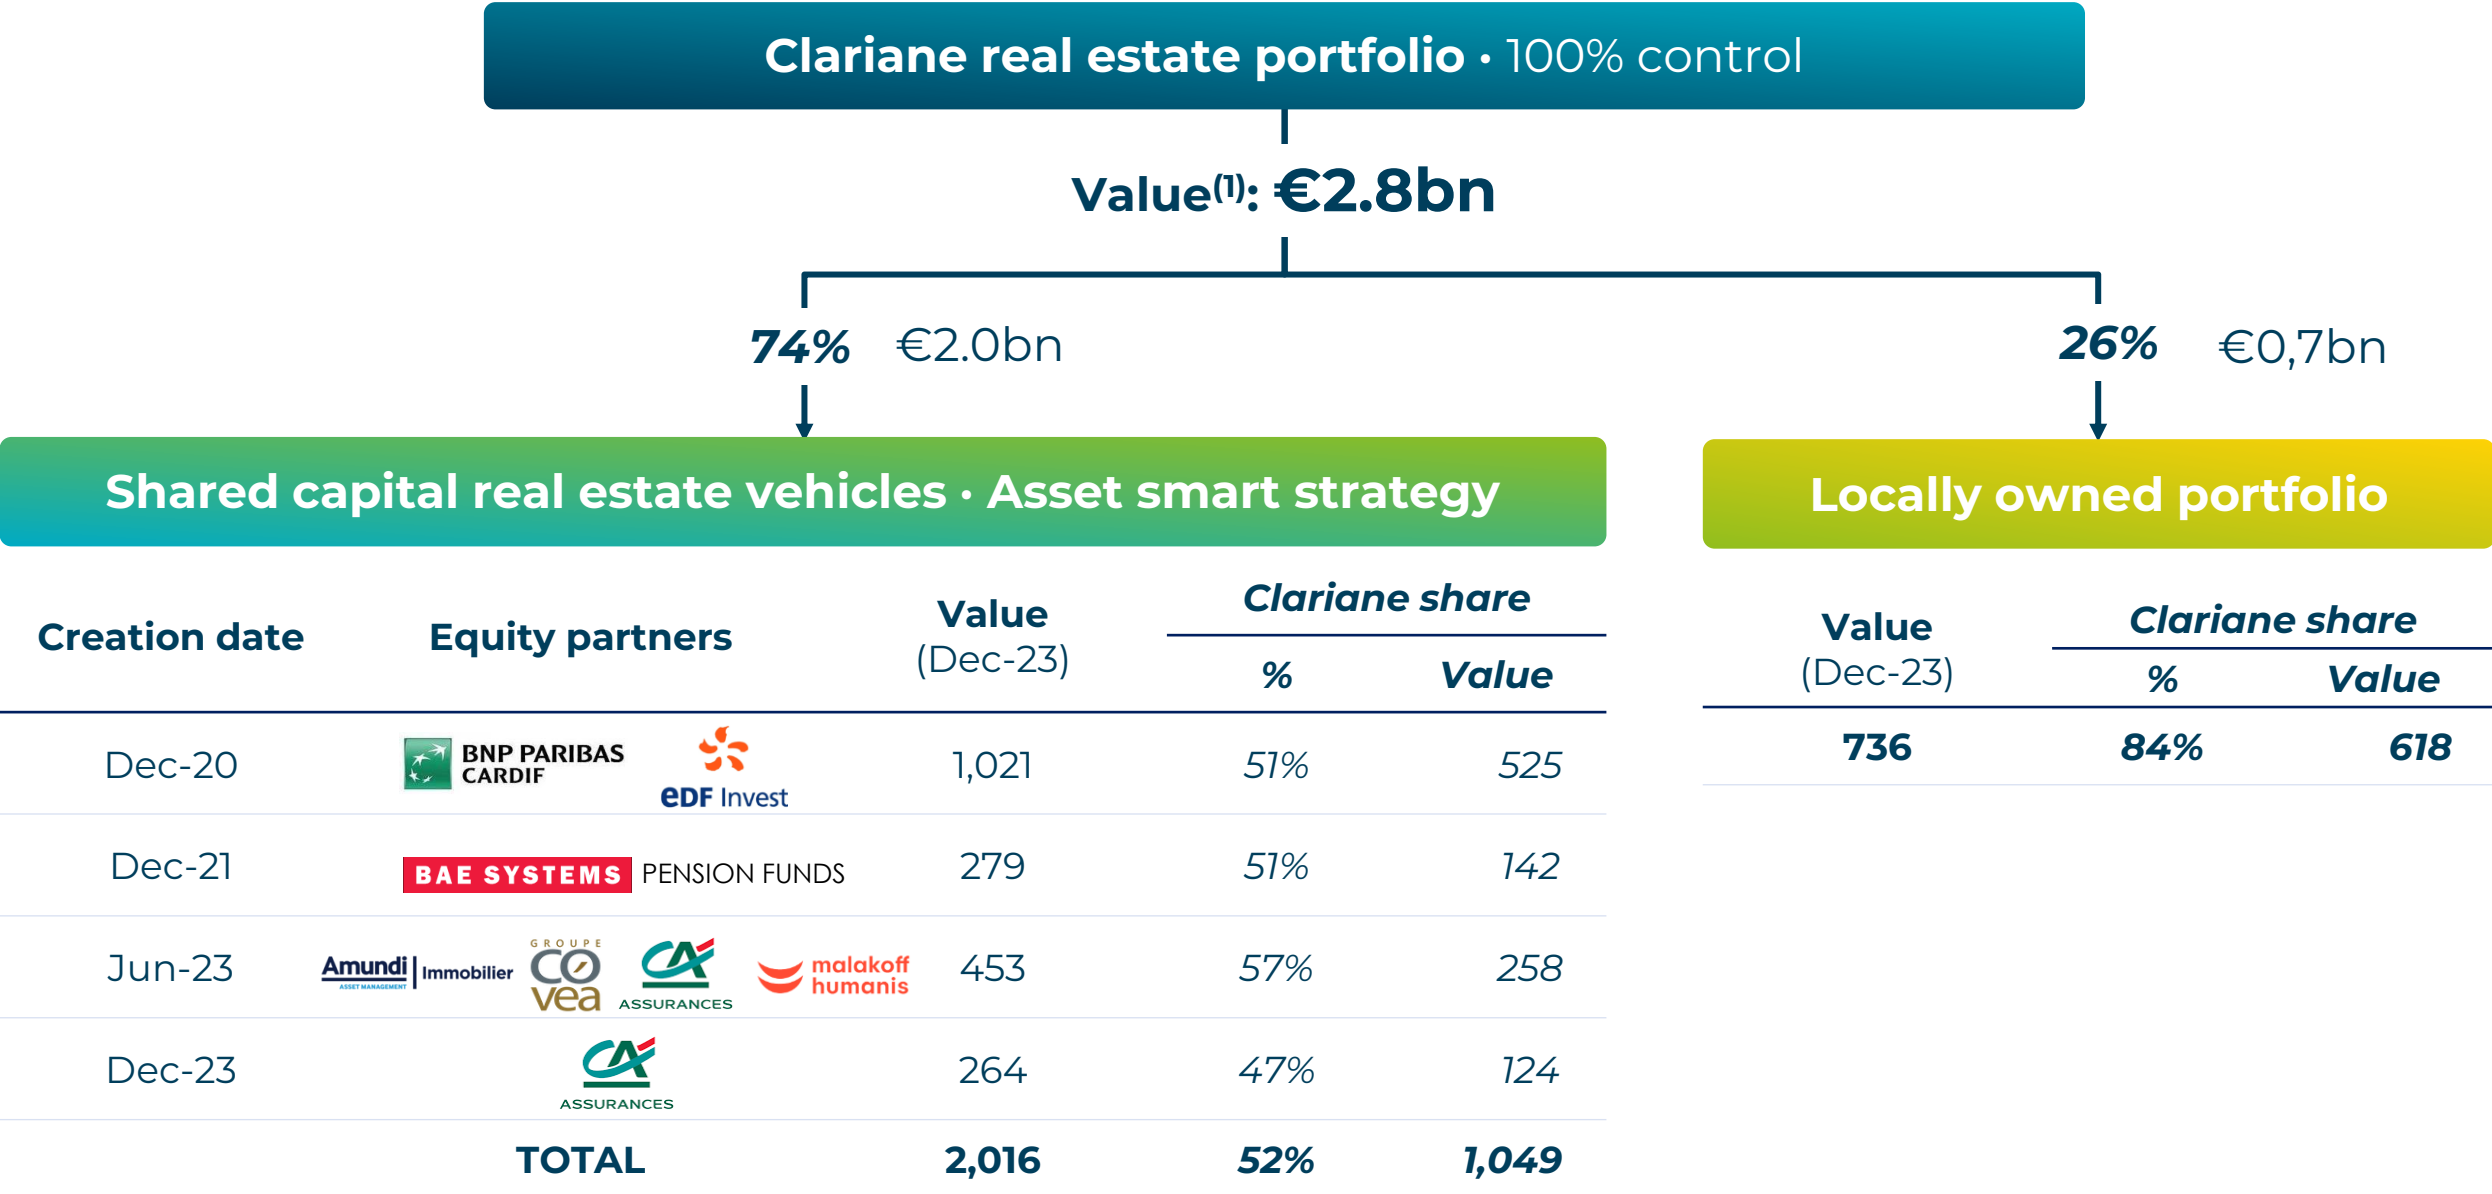 Clariane real estate portfolio • 100% control
Value(1): €2.8bn
74% €2.0bn
26% €0,7bn
Shared capital real estate vehicles • Asset smart strategy
Creation date Equity partners Value (Dec-23) Clariane share
% Value
Dec-20 BNP PARIBAS CARDIF eDF Invest 1,021 51% 525
Dec-21 BAE SYSTEMS PENSION FUNDS 279 51% 142
Jun-23 Amundi ASSET MANAGEMENT Immobilier GROUPE COvea CA ASSURANCES malakoff humanis 453 57% 258
Dec-23 CA ASSURANCES 264 47% 124
TOTAL 2,016 52% 1,049
Locally owned portfolio
Value (Dec-23) Clariane share
% Value
736 84% 618